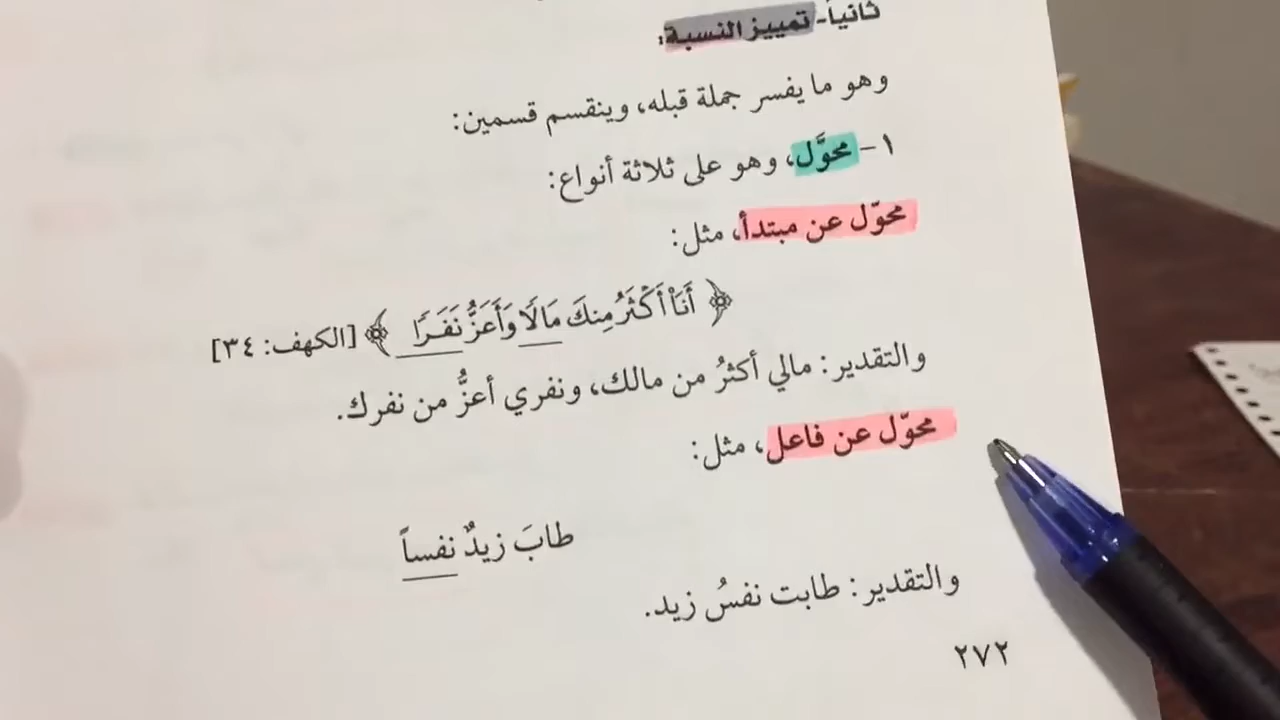 ثانياً- تمييز النسبة:
وهو ما يفسر جملة قبله، وينقسم قسمين:
١- محوَّل، وهو على ثلاثة أنواع:
محوّل عن مبتدأ، مثل:
﴿ أَنَا۠ أَكْثَرُ مِنكَ مَالًا وَأَعَزُّ نَفَرًا ﴾ [الكهف: ٣٤]
والتقدير: مالي أكثرُ من مالك، ونفري أعزُّ من نفرك.
محوّل عن فاعل، مثل:
طابَ زيدٌ نفساً
والتقدير: طابت نفسُ زيد.
٢٧٢